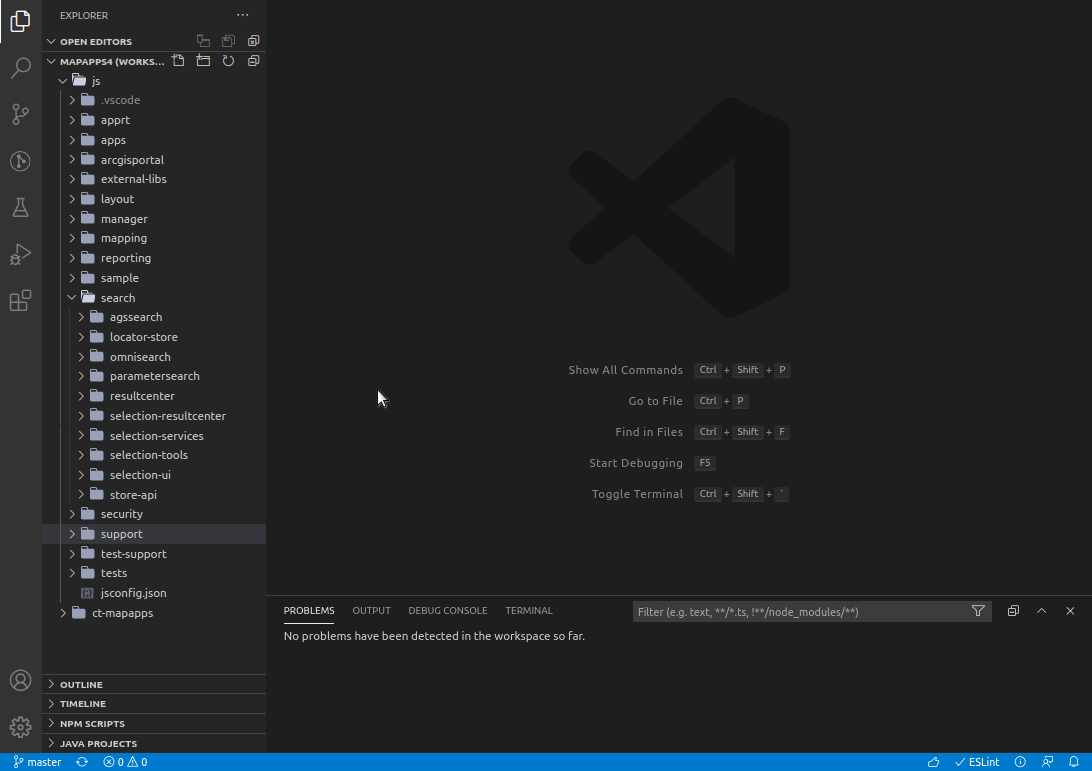 EXPLORER
OPEN EDITORS
MAPAPPS4 (WORKS...
js
.vscode
apprt
apps
arcgisportal
external-libs
layout
manager
mapping
reporting
sample
search
agssearch
locator-store
omnisearch
parametersearch
resultcenter
selection-resultcenter
selection-services
selection-tools
selection-ui
store-api
security
support
test-support
tests
jsconfig.json
ct-mapapps
OUTLINE
TIMELINE
NPM SCRIPTS
JAVA PROJECTS
Show All Commands Ctrl + Shift + P
Go to File Ctrl + P
Find in Files Ctrl + Shift + F
Start Debugging F5
Toggle Terminal Ctrl + Shift + `
PROBLEMS OUTPUT DEBUG CONSOLE TERMINAL Filter (e.g. text, **/*.ts, !**/node_modules/**)
No problems have been detected in the workspace so far.
master 0 0 ESLint